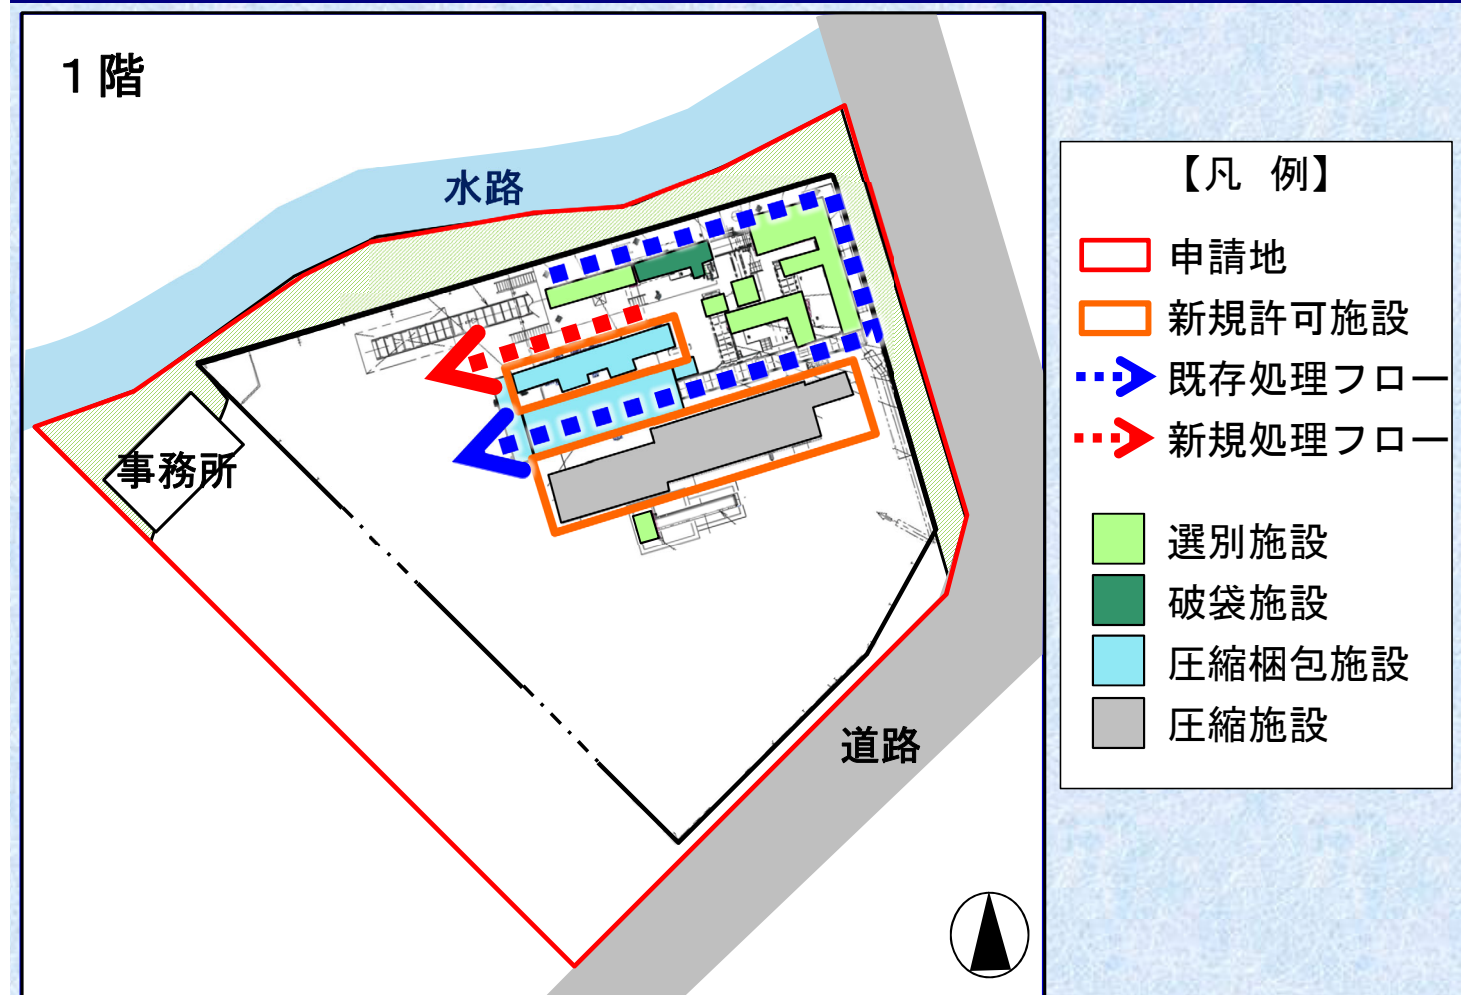 1階
水路
事務所
道路
【凡 例】
申請地
新規許可施設
既存処理フロー
新規処理フロー
選別施設
破袋施設
圧縮梱包施設
圧縮施設